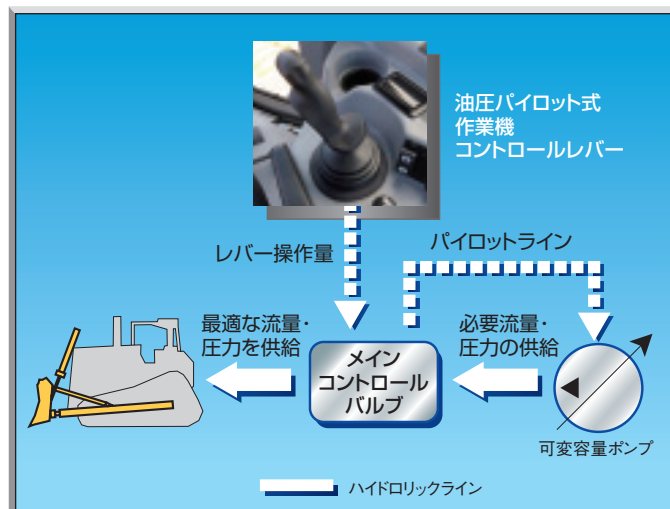 油圧パイロット式
作業機
コントロールレバー
レバー操作量
パイロットライン
最適な流量・
圧力を供給
メイン
コントロール
バルブ
必要流量・
圧力の供給
可変容量ポンプ
ハイドロリックライン